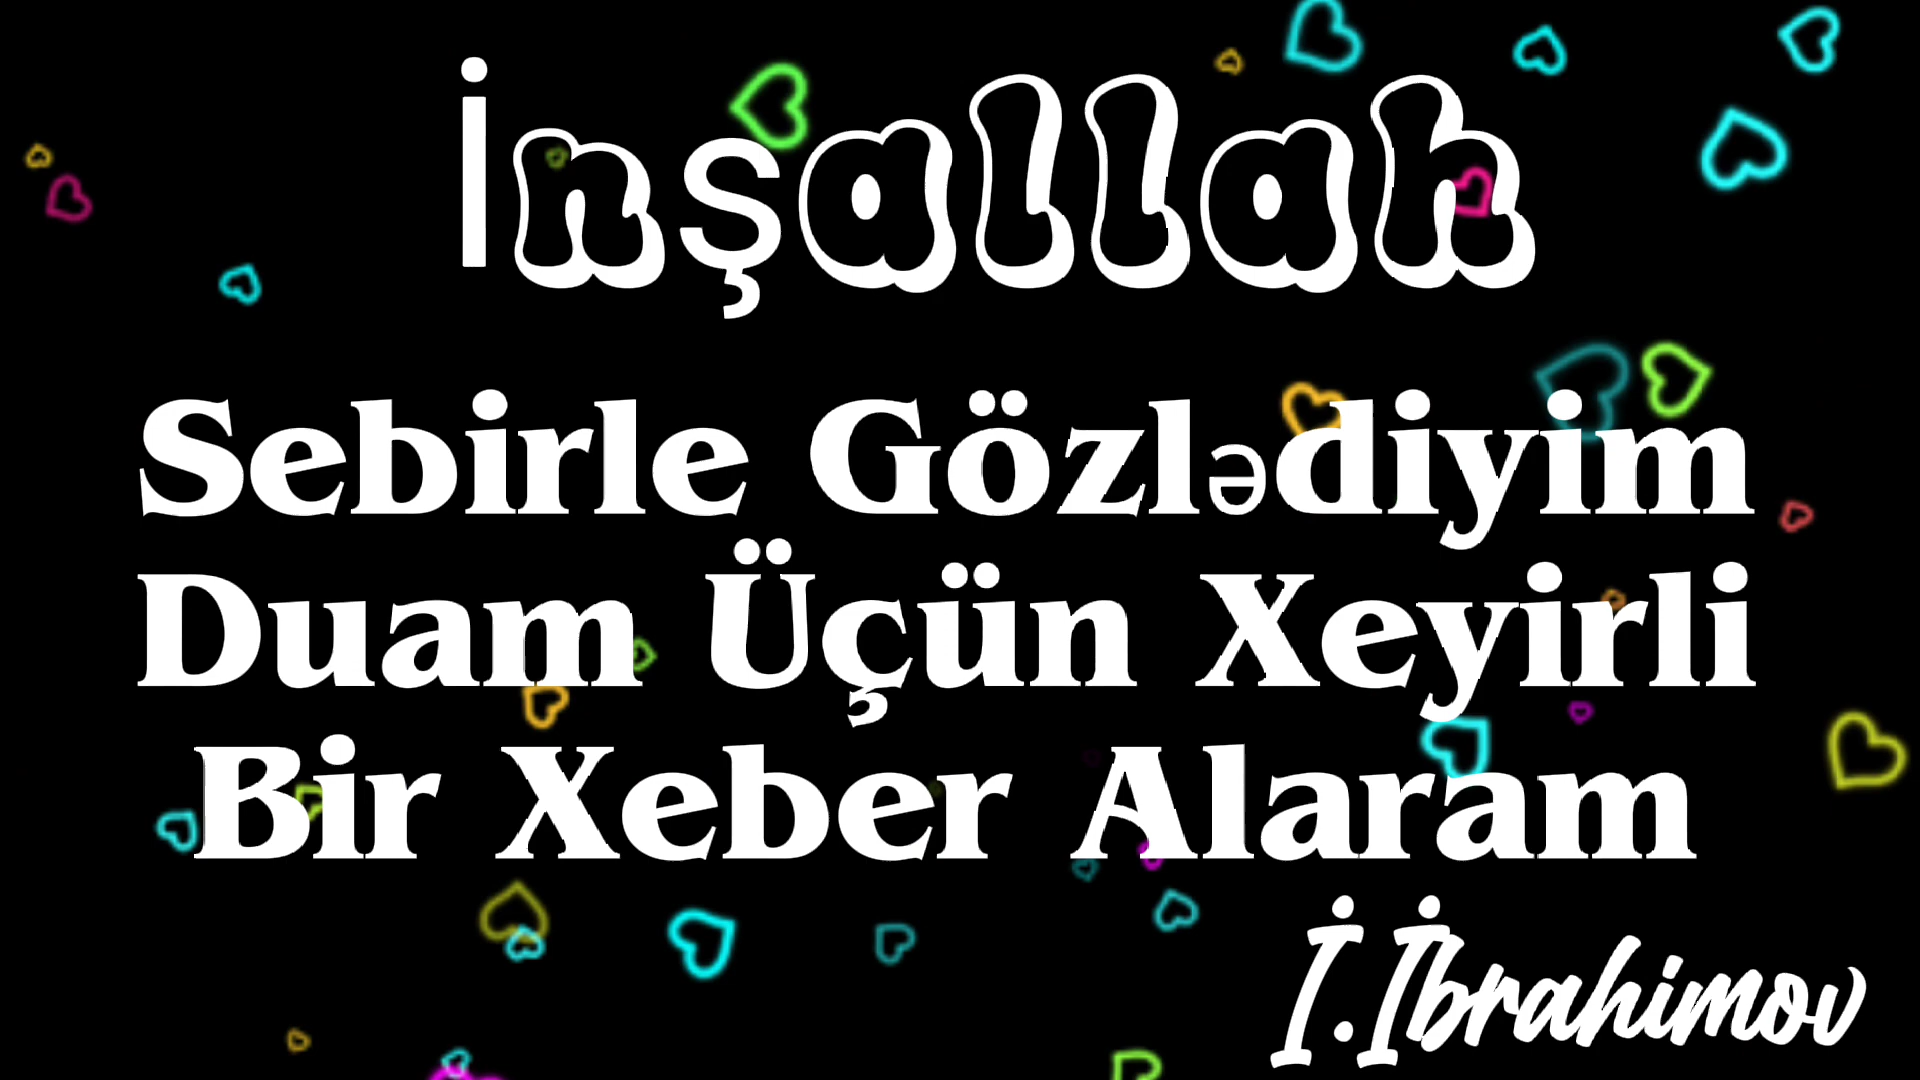 İnşallah
Sebirle Gözlədiyim
Duam Üçün Xeyirli
Bir Xeber Alaram
İ.İbrahimov